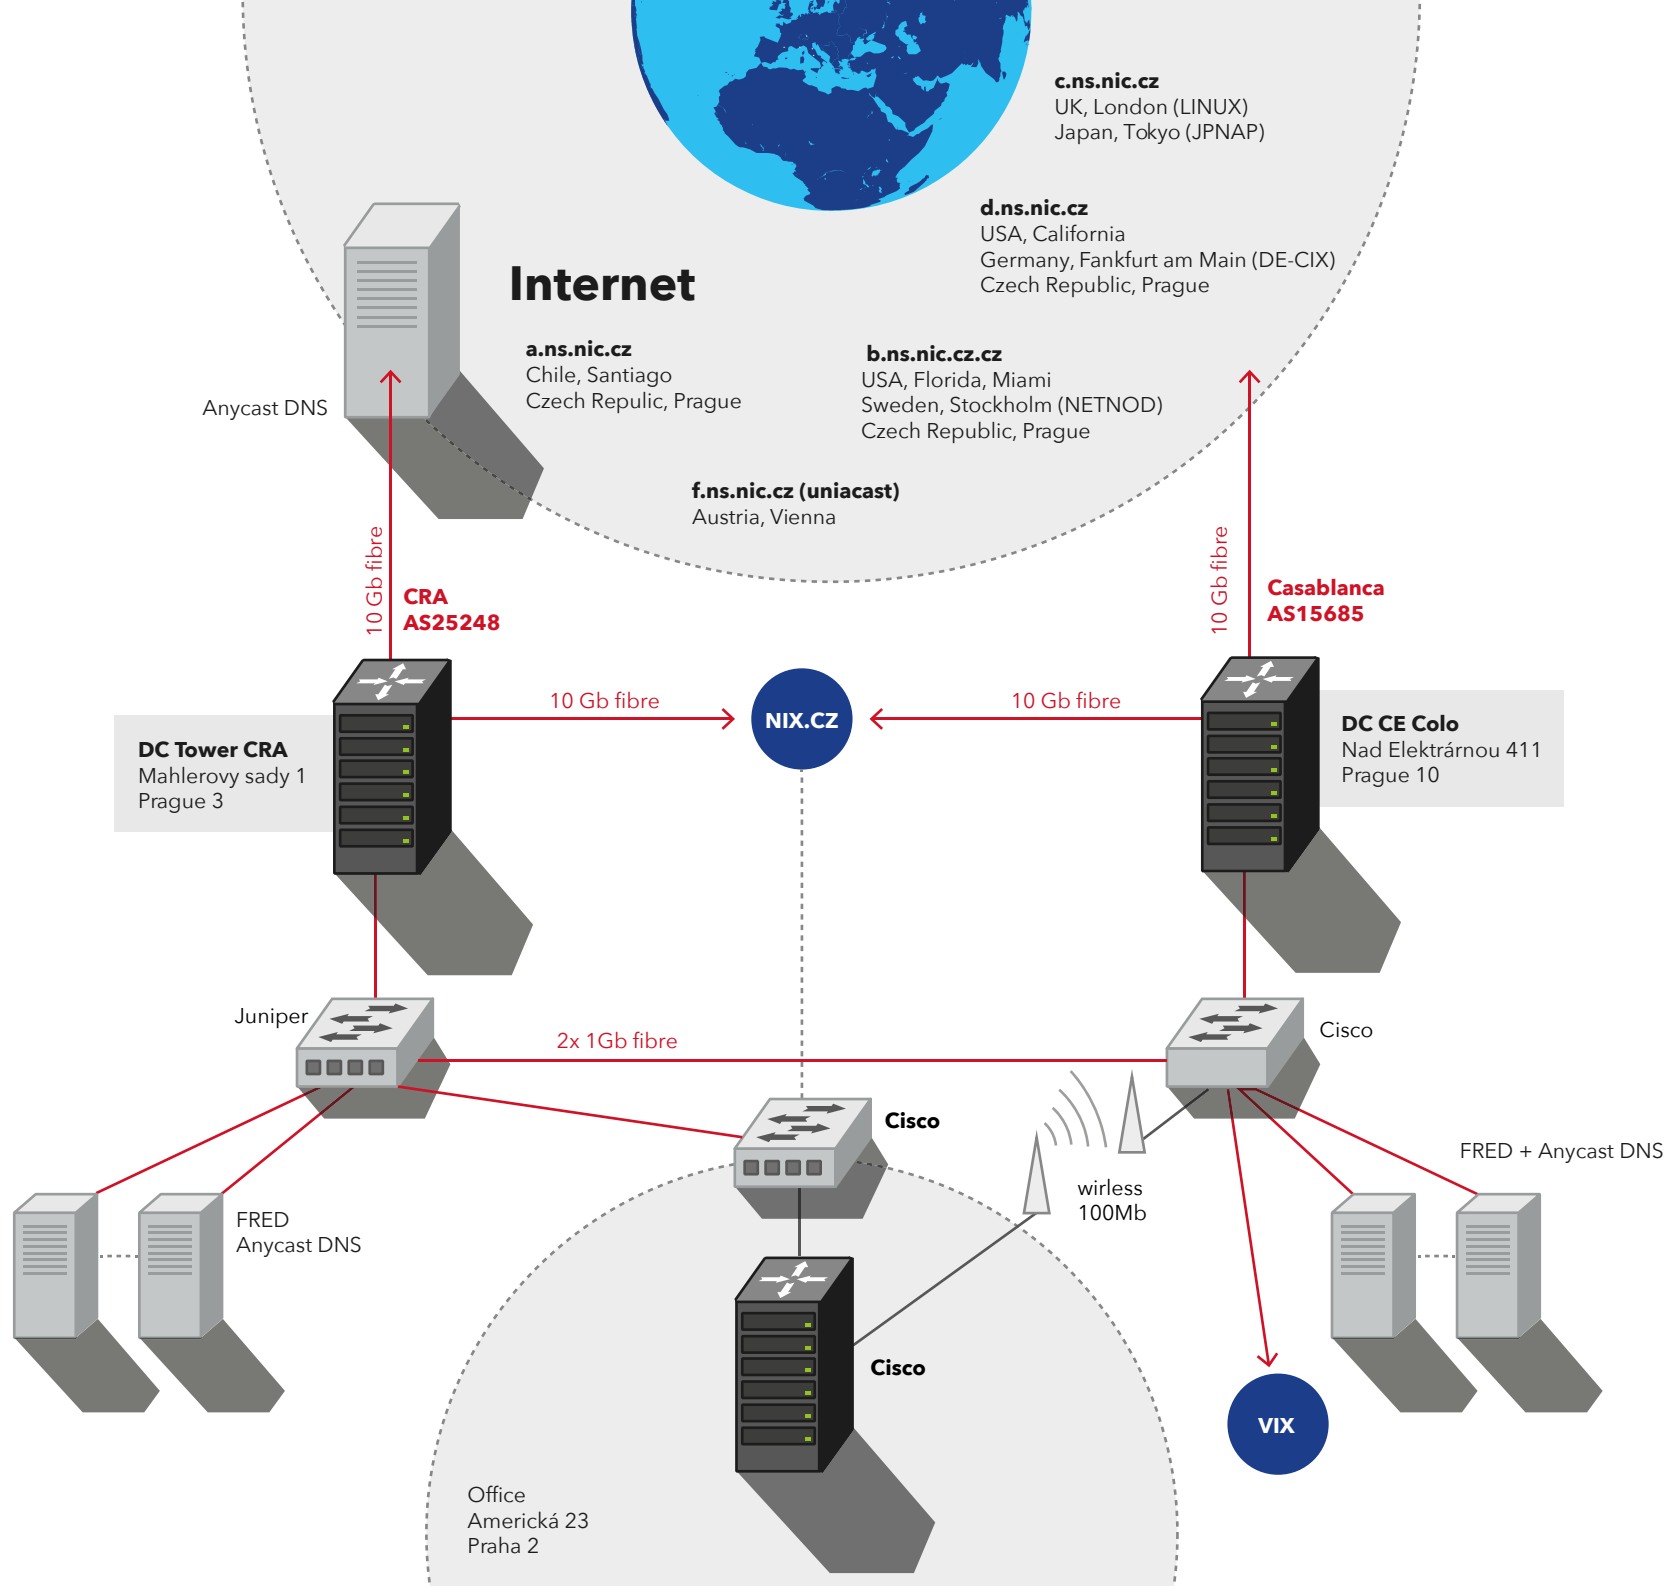 c.ns.nic.cz
UK, London (LINUX)
Japan, Tokyo (JPNAP)
d.ns.nic.cz
USA, California
Germany, Fankfurt am Main (DE-CIX)
Czech Republic, Prague
Internet
a.ns.nic.cz
Chile, Santiago
Czech Repulic, Prague
b.ns.nic.cz.cz
USA, Florida, Miami
Sweden, Stockholm (NETNOD)
Czech Republic, Prague
Anycast DNS
f.ns.nic.cz (uniacast)
Austria, Vienna
10 Gb fibre
CRA
AS25248
10 Gb fibre
Casablanca
AS15685
10 Gb fibre
NIX.CZ
10 Gb fibre
DC Tower CRA
Mahlerovy sady 1
Prague 3
DC CE Colo
Nad Elektrárnou 411
Prague 10
Juniper
2x 1Gb fibre
Cisco
Cisco
FRED + Anycast DNS
wirless
100Mb
FRED
Anycast DNS
Cisco
VIX
Office
Americká 23
Praha 2